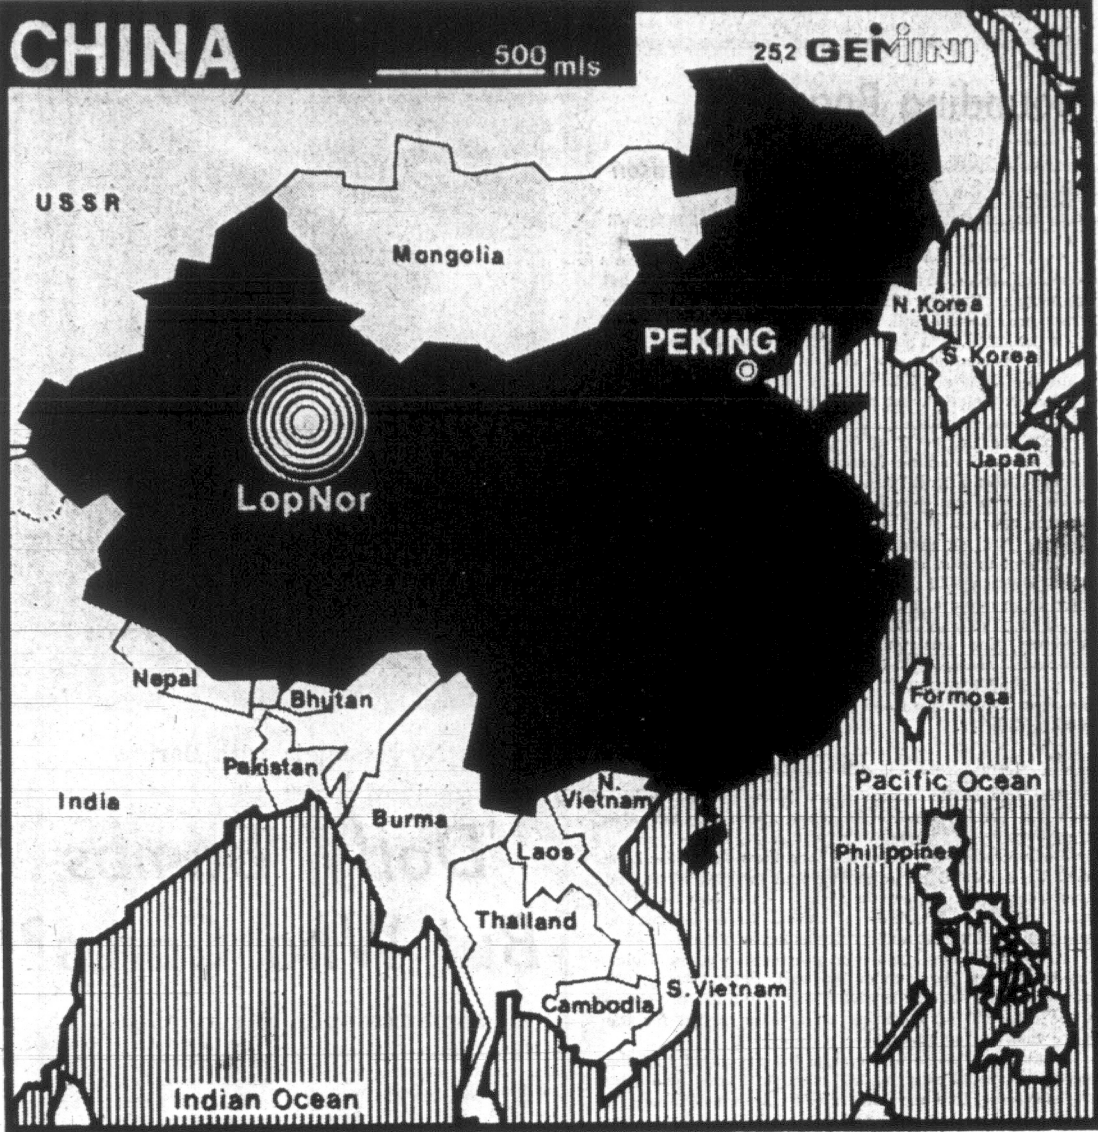 CHINA
500 mls
252 GEMINI
USSR
Mongolia
N.Korea
PEKING
S.Korea
Japan
LopNor
Nepal
Bhutan
Formosa
Pakistan
Pacific Ocean
India
N.
Vietnam
Burma
Laos
Philippines
Thailand
S.Vietnam
Cambodia
Indian Ocean